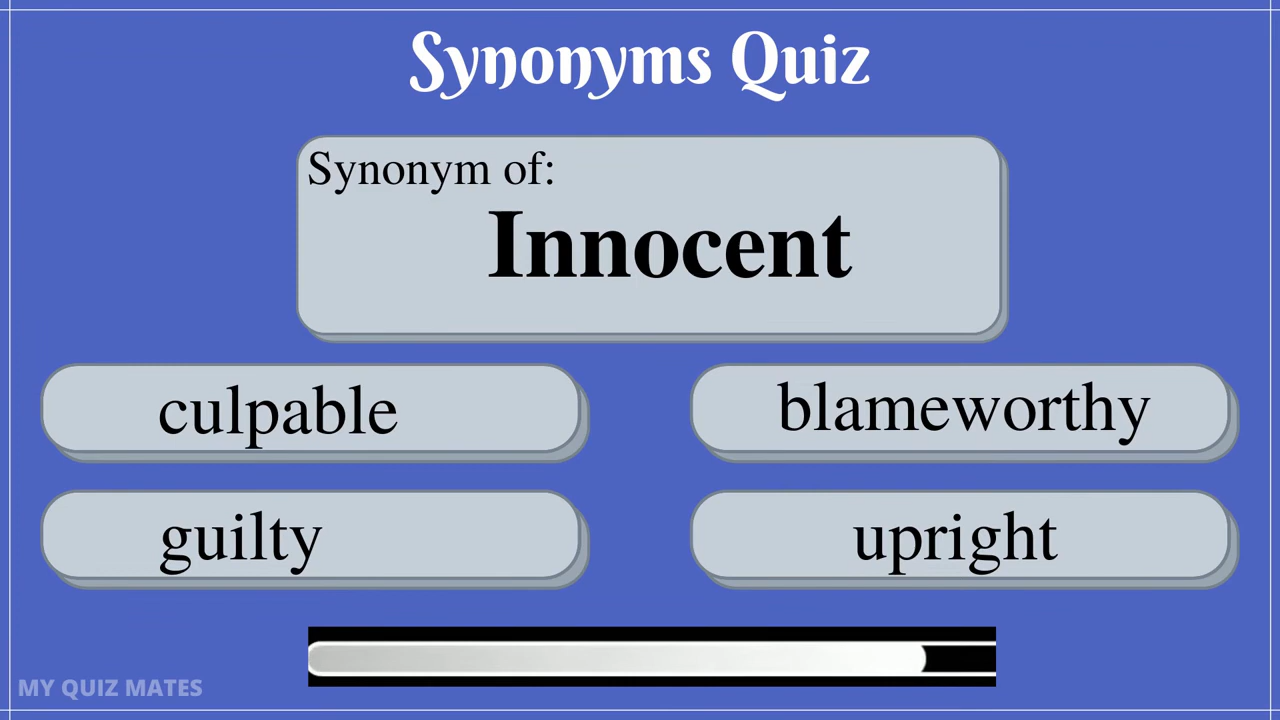 Synonyms Quiz
Synonym of:
Innocent
culpable
blameworthy
guilty
upright
MY QUIZ MATES